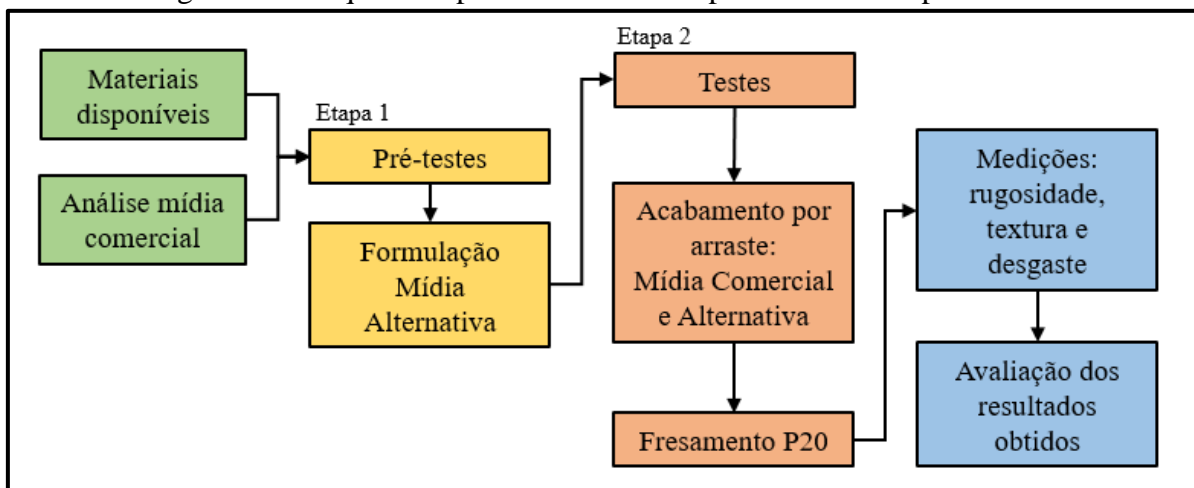 Materiais
disponíveis
Análise mídia
comercial
Etapa 1
Pré-testes
Formulação
Mídia
Alternativa
Etapa 2
Testes
Acabamento por
arraste:
Mídia Comercial
e Alternativa
Fresamento P20
Medições:
rugosidade,
textura e
desgaste
Avaliação dos
resultados
obtidos